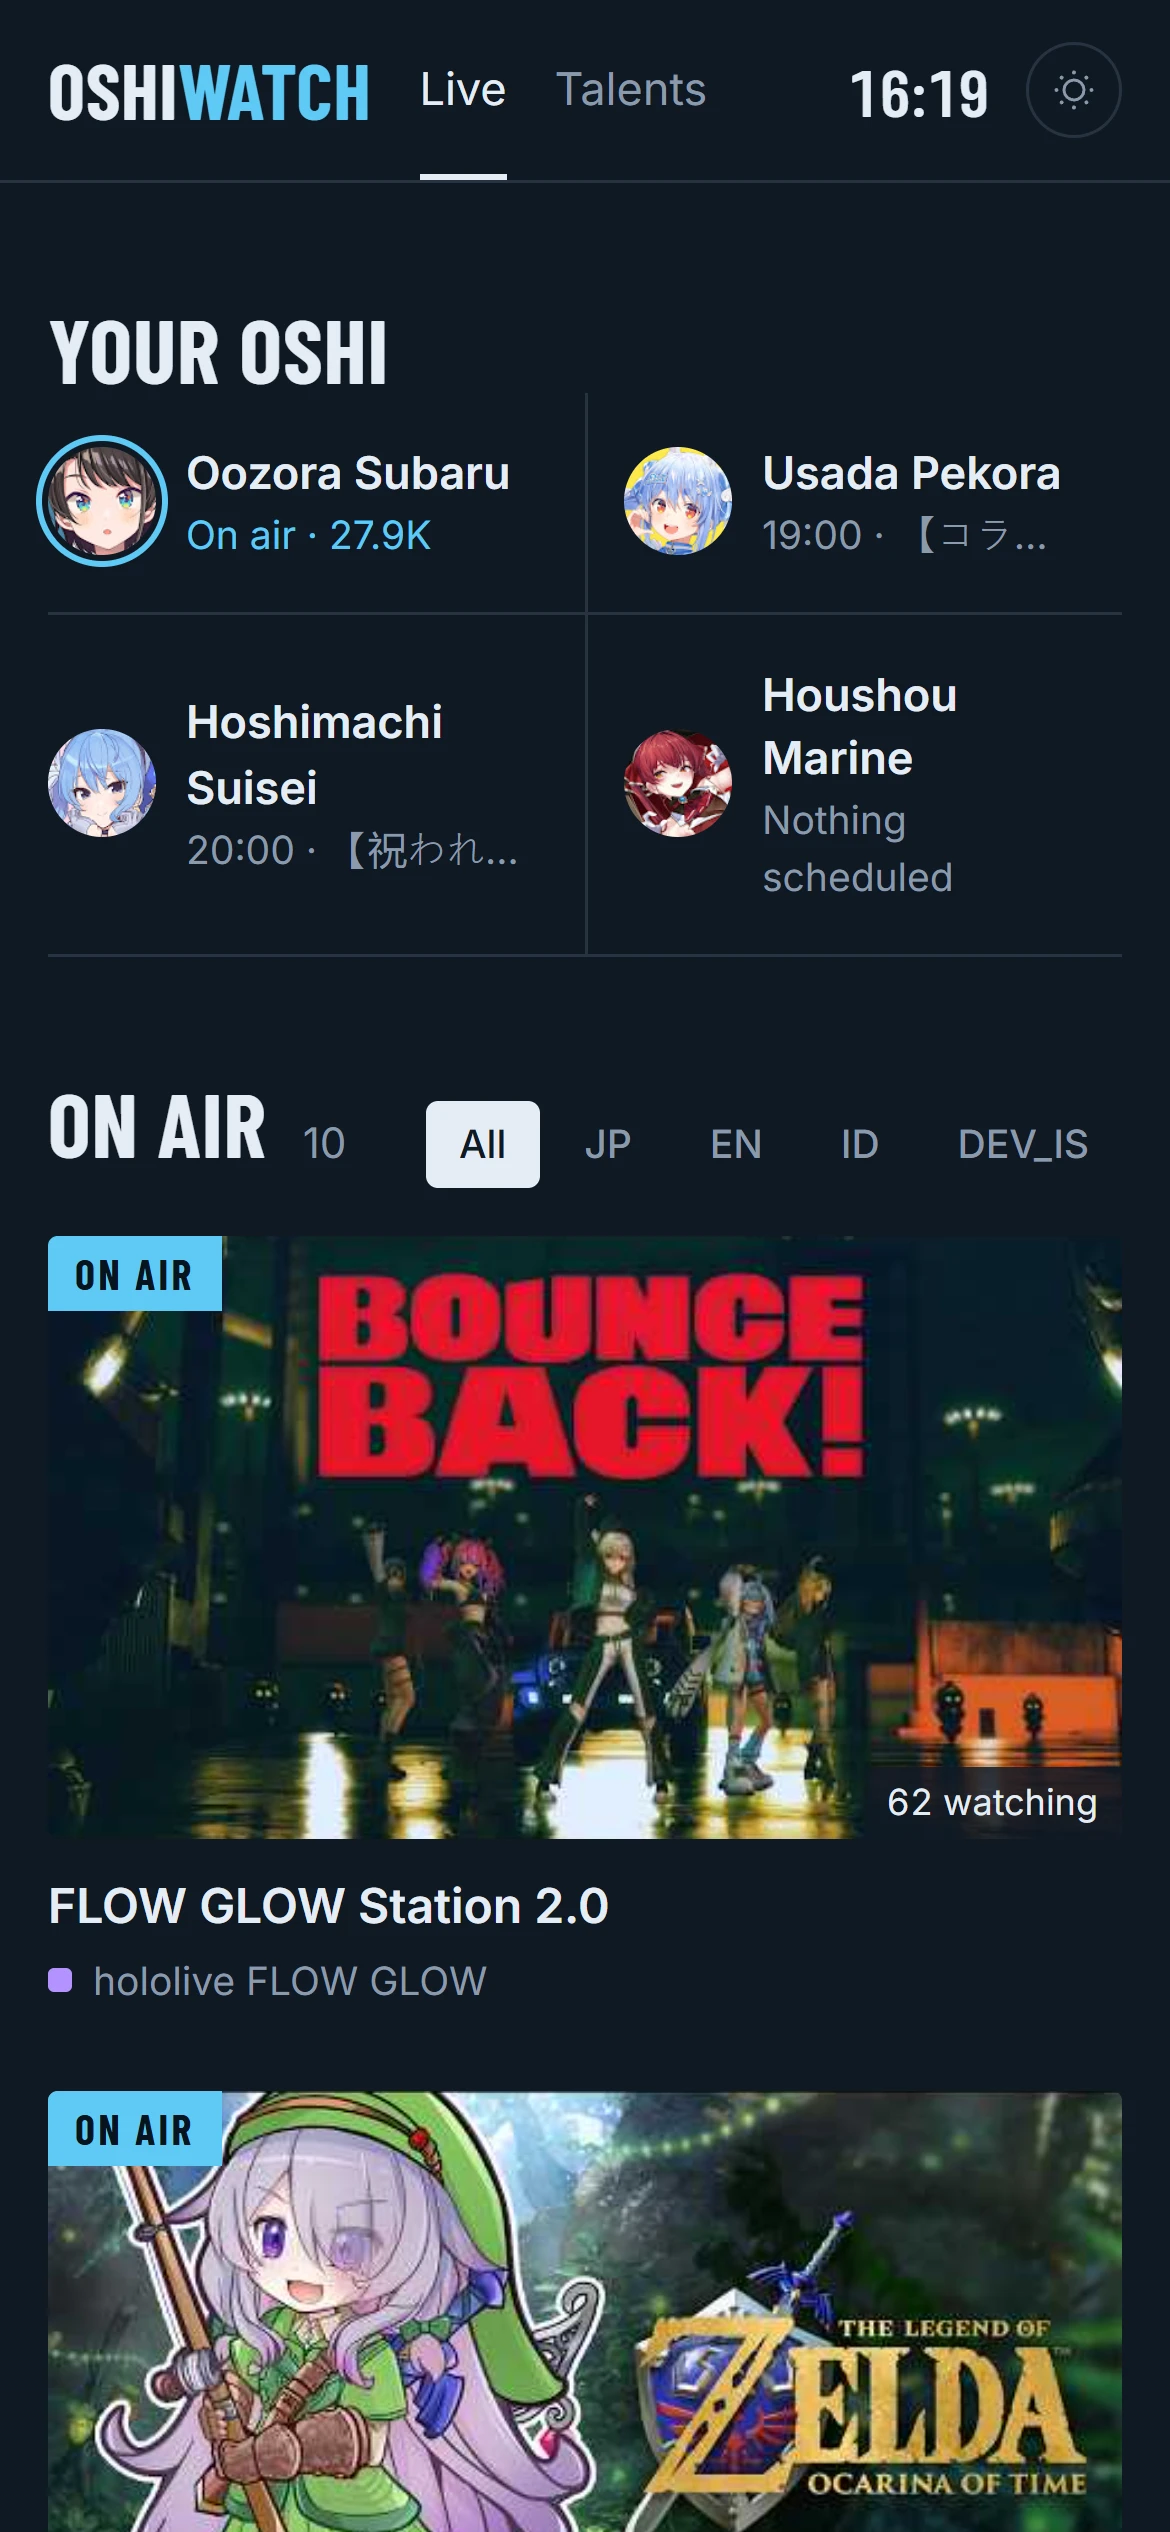 OSHIWATCH Live Talents 16:19
YOUR OSHI
Oozora Subaru
On air · 27.9K
Usada Pekora
19:00 · 【コラ...
Hoshimachi
Suisei
20:00 · 【祝われ...
Houshou
Marine
Nothing
scheduled
ON AIR 10 All JP EN ID DEV_IS
ON AIR
BOUNCE
BACK!
62 watching
FLOW GLOW Station 2.0
hololive FLOW GLOW
ON AIR
THE LEGEND OF
ZELDA
OCARINA OF TIME